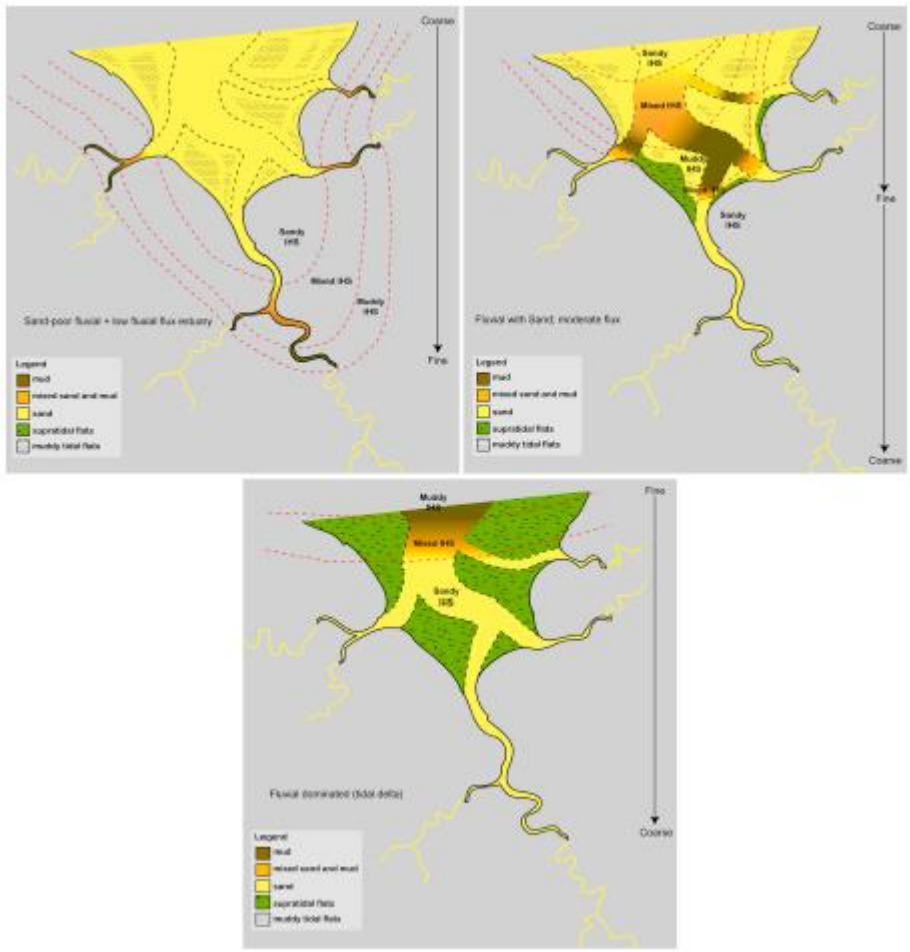 Coarse
Sandy
IHS
Mixed IHS
Muddy
IHS
Sand-poor fluvial + low fluvial flux estuary
Fine
Legend
mud
mixed sand and mud
sand
supratidal flats
muddy tidal flats
Coarse
Sandy
IHS
Mixed IHS
Muddy
IHS
Fine
Sandy
IHS
Fluvial with Sand; moderate flux
Legend
mud
mixed sand and mud
sand
supratidal flats
muddy tidal flats
Coarse
Muddy
IHS
Fine
Mixed IHS
Sandy
IHS
Fluvial dominated (tidal delta)
Coarse
Legend
mud
mixed sand and mud
sand
supratidal flats
muddy tidal flats